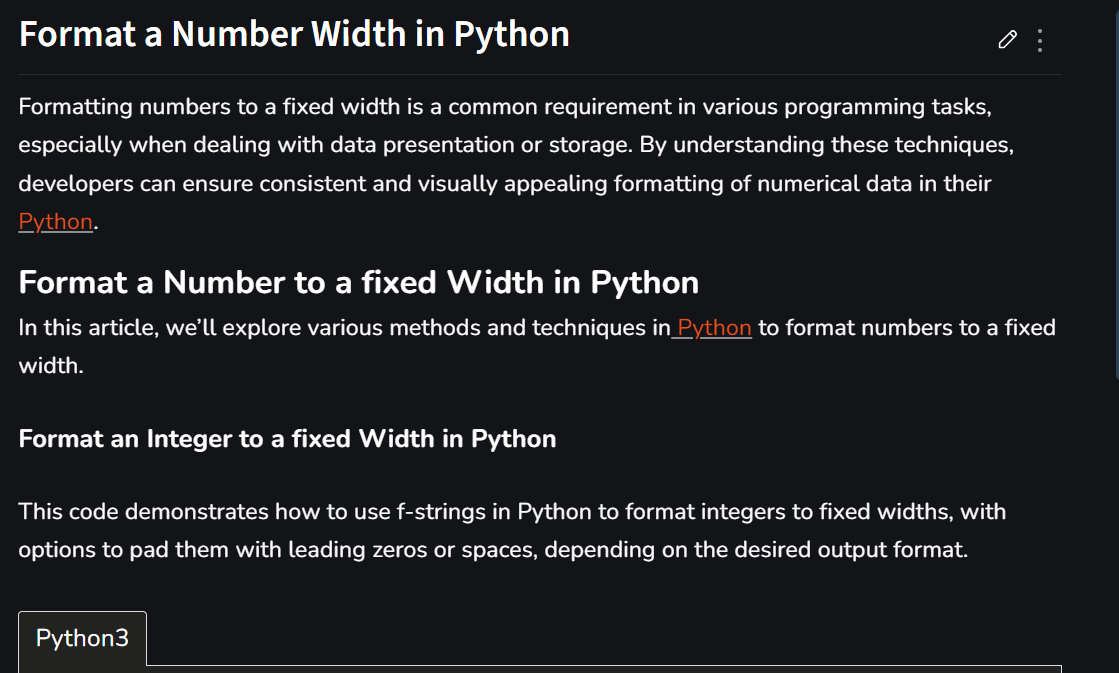 Format a Number Width in Python
Formatting numbers to a fixed width is a common requirement in various programming tasks,
especially when dealing with data presentation or storage. By understanding these techniques,
developers can ensure consistent and visually appealing formatting of numerical data in their
Python.
Format a Number to a fixed Width in Python
In this article, we’ll explore various methods and techniques in Python to format numbers to a fixed
width.
Format an Integer to a fixed Width in Python
This code demonstrates how to use f-strings in Python to format integers to fixed widths, with
options to pad them with leading zeros or spaces, depending on the desired output format.
Python3